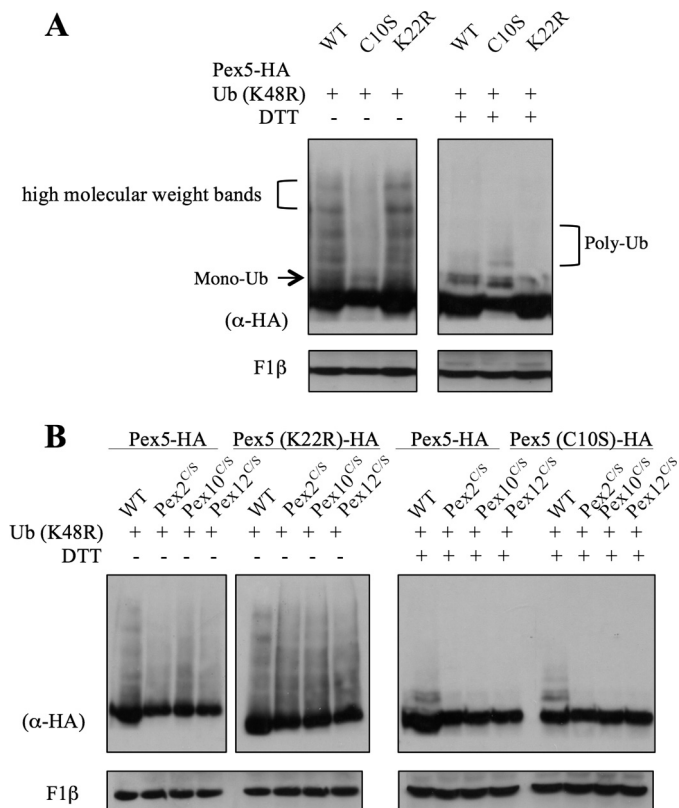 A
WT C10S K22R WT C10S K22R
Pex5-HA
Ub (K48R) + + + + + +
DTT - - - + + +
high molecular weight bands
Poly-Ub
Mono-Ub
(α-HA)
F1β
B
Pex5-HA Pex5 (K22R)-HA Pex5-HA Pex5 (C10S)-HA
WT Pex2C/S Pex10C/S Pex12C/S WT Pex2C/S Pex10C/S Pex12C/S WT Pex2C/S Pex10C/S Pex12C/S WT Pex2C/S Pex10C/S Pex12C/S
Ub (K48R) + + + + + + + + + + + + + + + +
DTT - - - - - - - - + + + + + + + +
(α-HA)
F1β